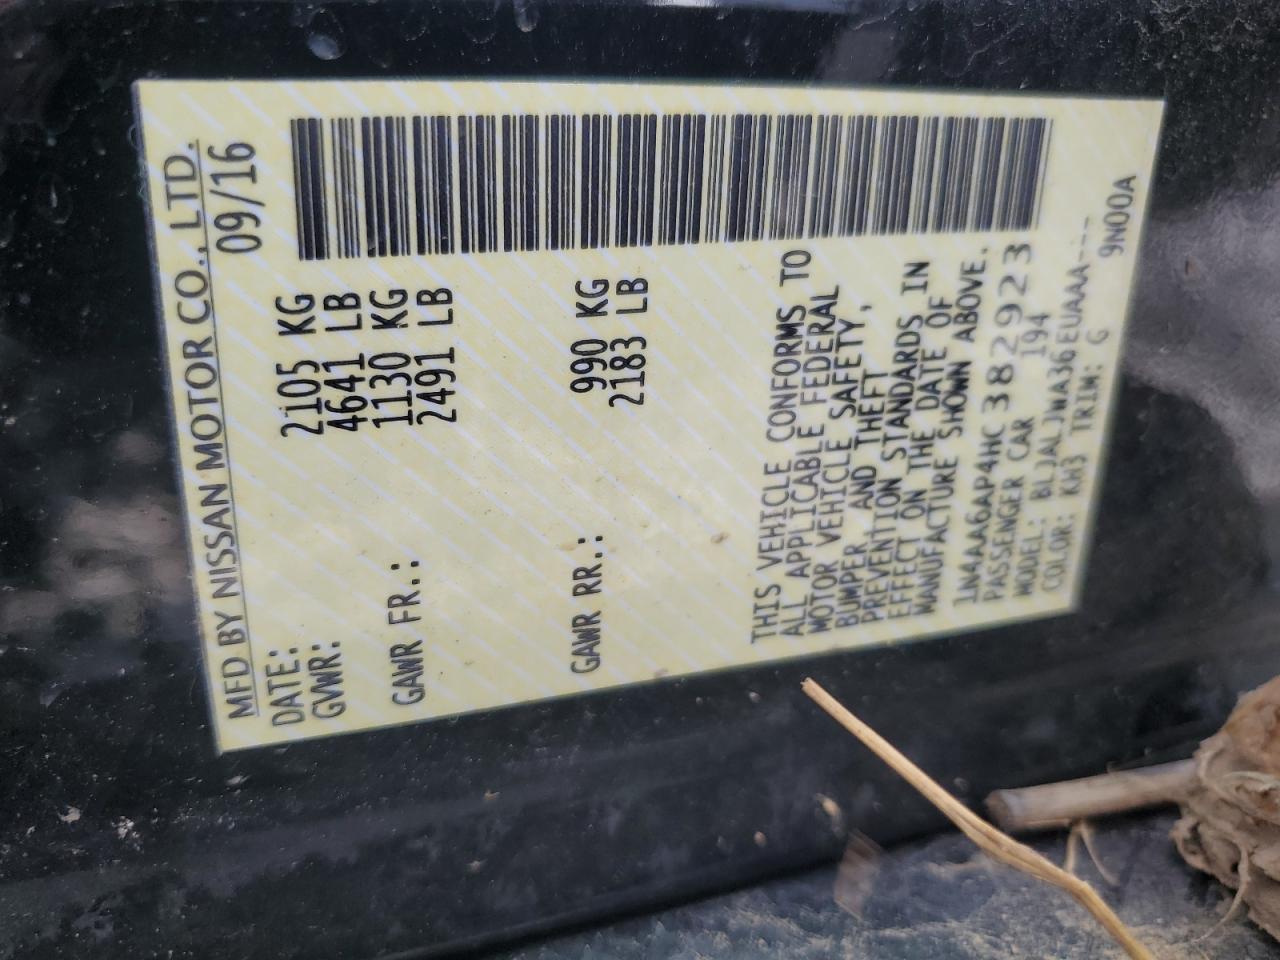 MFD BY NISSAN MOTOR CO., LTD.
DATE: 09/16
GVWR: 2105 KG
4641 LB
GAWR FR.: 1130 KG
2491 LB
GAWR RR.: 990 KG
2183 LB
THIS VEHICLE CONFORMS TO
ALL APPLICABLE FEDERAL
MOTOR VEHICLE SAFETY,
BUMPER AND THEFT
PREVENTION STANDARDS IN
EFFECT ON THE DATE OF
MANUFACTURE SHOWN ABOVE.
1N4AA6AP4HC382923
PASSENGER CAR 194
MODEL: BLJALJWA36EUAAA---
COLOR: KH3 TRIM: G 9N00A